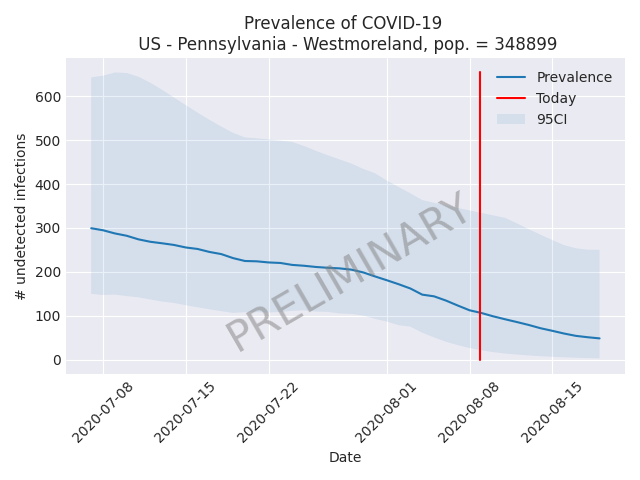 Prevalence of COVID-19
US - Pennsylvania - Westmoreland, pop. = 348899
# undetected infections
600
500
400
300
200
100
0
Prevalence
Today
95CI
PRELIMINARY
2020-07-08
2020-07-15
2020-07-22
2020-08-01
2020-08-08
2020-08-15
Date